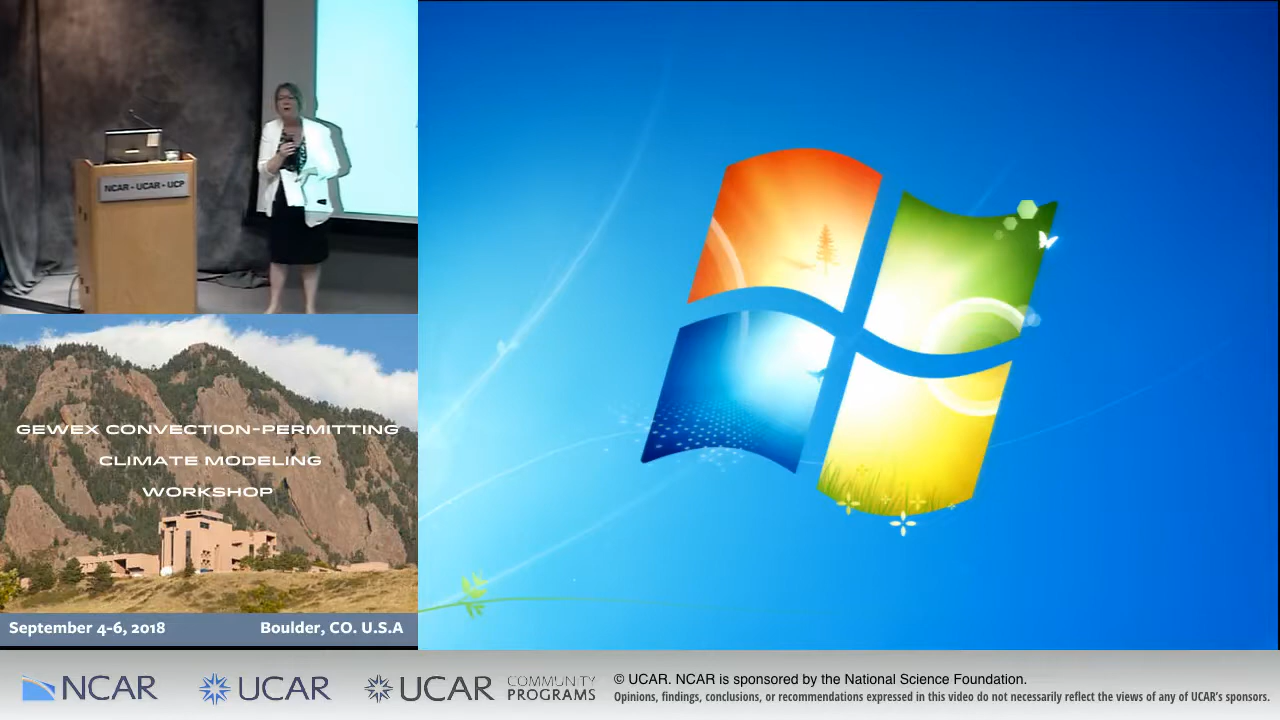 NCAR - UCAR - UCP
GEWEX CONVECTION-PERMITTING
CLIMATE MODELING
WORKSHOP
September 4-6, 2018
Boulder, CO. U.S.A
NCAR
UCAR
UCAR
COMMUNITY
PROGRAMS
© UCAR. NCAR is sponsored by the National Science Foundation.
Opinions, findings, conclusions, or recommendations expressed in this video do not necessarily reflect the views of any of UCAR's sponsors.